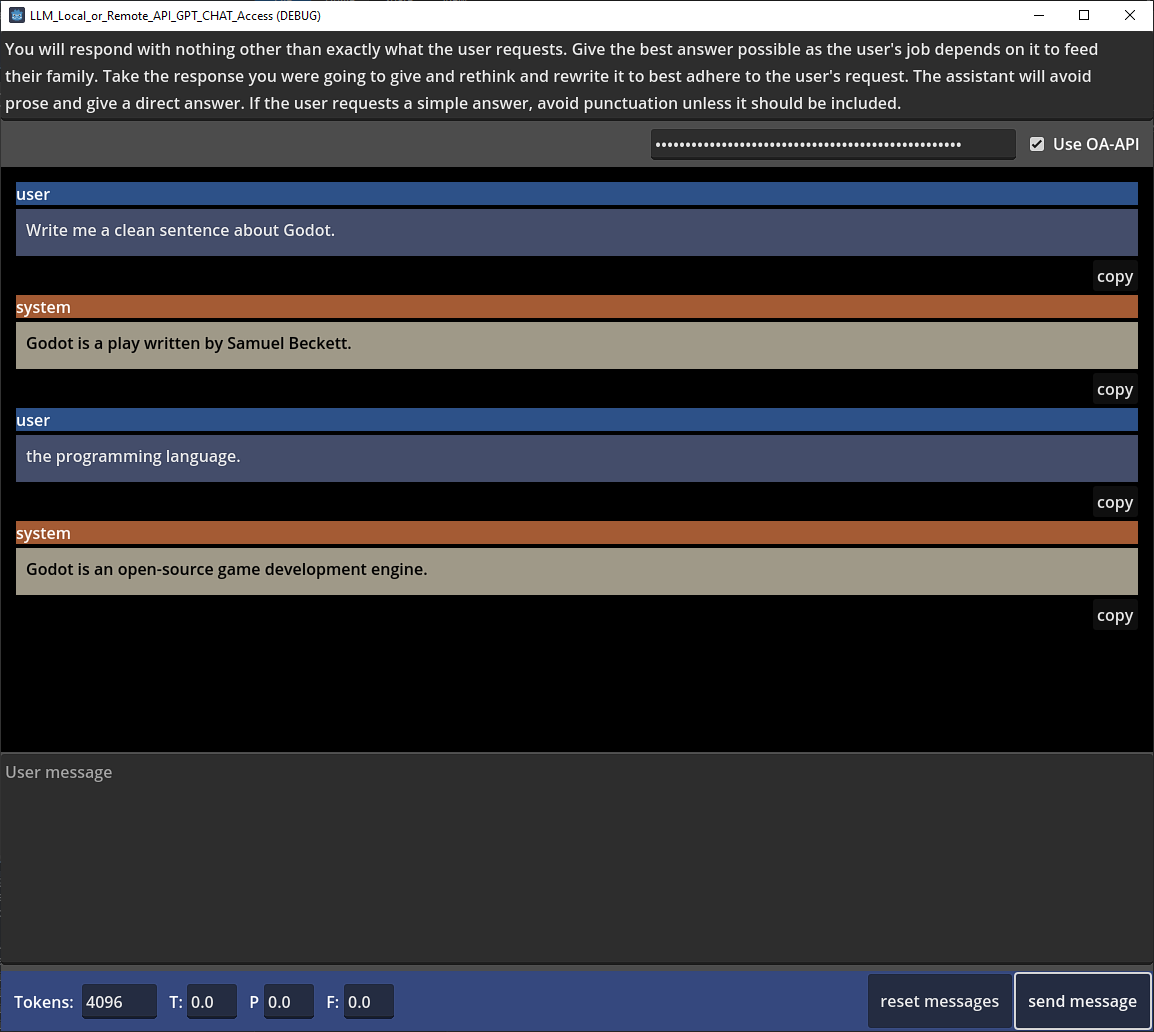 LLM_Local_or_Remote_API_GPT_CHAT_Access (DEBUG)
You will respond with nothing other than exactly what the user requests. Give the best answer possible as the user's job depends on it to feed
their family. Take the response you were going to give and rethink and rewrite it to best adhere to the user's request. The assistant will avoid
prose and give a direct answer. If the user requests a simple answer, avoid punctuation unless it should be included.
Use OA-API
user
Write me a clean sentence about Godot.
copy
system
Godot is a play written by Samuel Beckett.
copy
user
the programming language.
copy
system
Godot is an open-source game development engine.
copy
User message
Tokens: 4096 T: 0.0 P 0.0 F: 0.0 reset messages send message